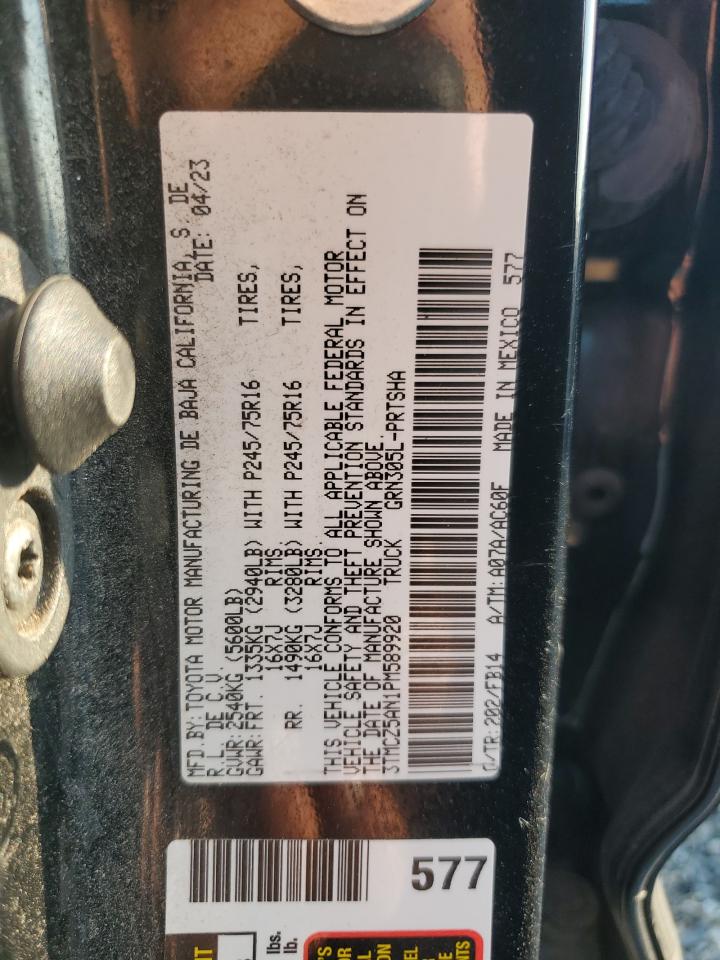 MFD.BY:TOYOTA MOTOR MANUFACTURING DE BAJA CALIFORNIA, S. DE
R.L. DE C.V. DATE: 04/23
GVWR:2540KG (5600LB)
GAWR:FRT. 1335KG (2940LB) WITH P245/75R16 TIRES,
16X7J RIMS
RR. 1490KG (3280LB) WITH P245/75R16 TIRES,
16X7J RIMS
THIS VEHICLE CONFORMS TO ALL APPLICABLE FEDERAL MOTOR
VEHICLE SAFETY AND THEFT PREVENTION STANDARDS IN EFFECT ON
THE DATE OF MANUFACTURE SHOWN ABOVE.
3TMCZ5AN1PM589920 TRUCK GRN305L-PRTSHA
C/TR:202/FB14 A/TM:A07A/AC60F MADE IN MEXICO 577
577
lbs.
lb.